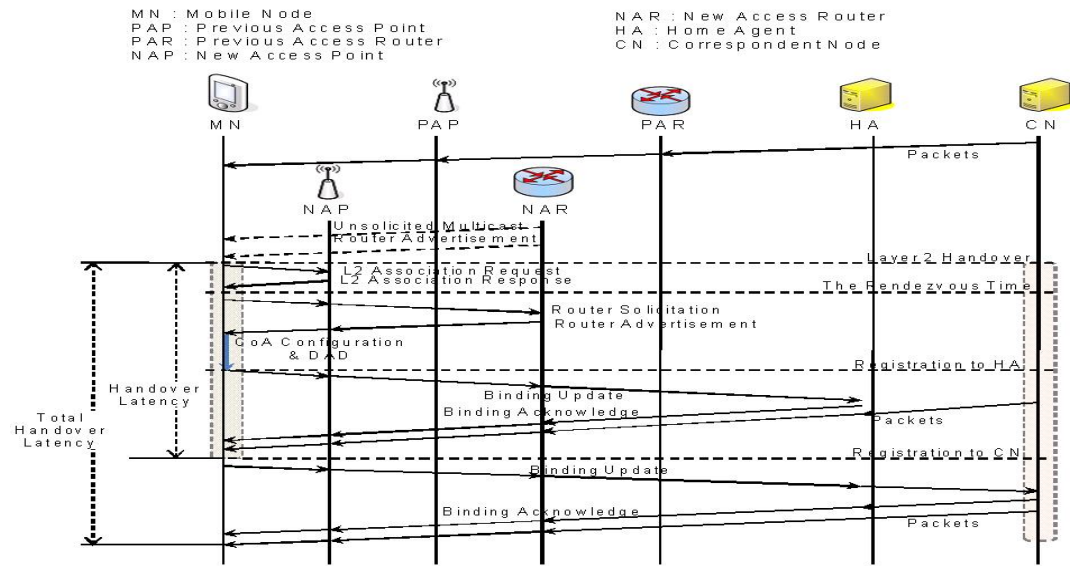 MN : Mobile Node
PAP : Previous Access Point
PAR : Previous Access Router
NAP : New Access Point
NAR : New Access Router
HA : Home Agent
CN : Correspondent Node
MN
PAP
PAR
HA
CN
Packets
NAP
NAR
Unsolicited Multicast
Router Advertisement
Layer2 Handover
L2 Association Request
L2 Association Response
The Rendezvous Time
Router Solicitation
Router Advertisement
CoA Configuration
& DAD
Registration to HA
Handover
Latency
Binding Update
Binding Acknowledge
Packets
Total
Handover
Latency
Registration to CN
Binding Update
Binding Acknowledge
Packets